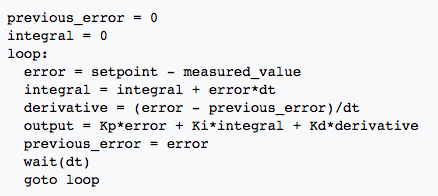 previous_error = 0
integral = 0
loop:
  error = setpoint - measured_value
  integral = integral + error*dt
  derivative = (error - previous_error)/dt
  output = Kp*error + Ki*integral + Kd*derivative
  previous_error = error
  wait(dt)
  goto loop